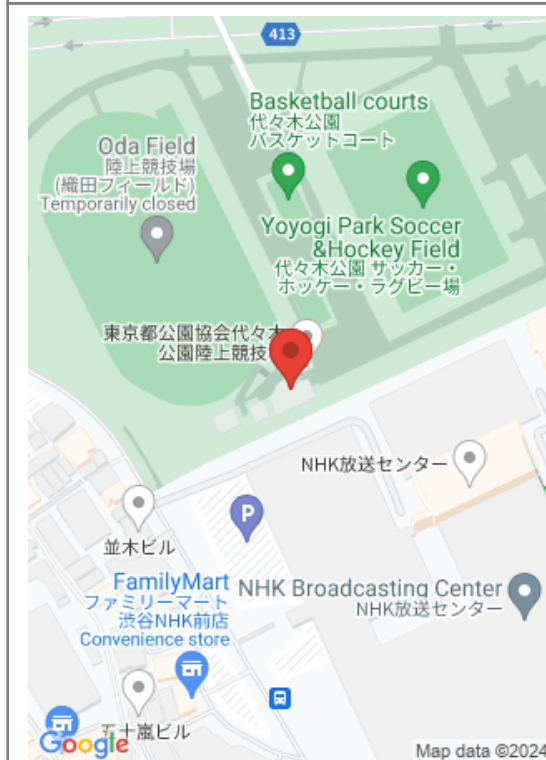 413
Basketball courts
代々木公園
バスケットコート
Oda Field
陸上競技場
(織田フィールド)
Temporarily closed
Yoyogi Park Soccer
&Hockey Field
代々木公園 サッカー・
ホッケー・ラグビー場
東京都公園協会代々木
公園陸上競技
NHK放送センター
P
並木ビル
FamilyMart
ファミリーマート
渋谷NHK前店
Convenience store
NHK Broadcasting Center
NHK放送センター
五十嵐ビル
Google
Map data ©2024